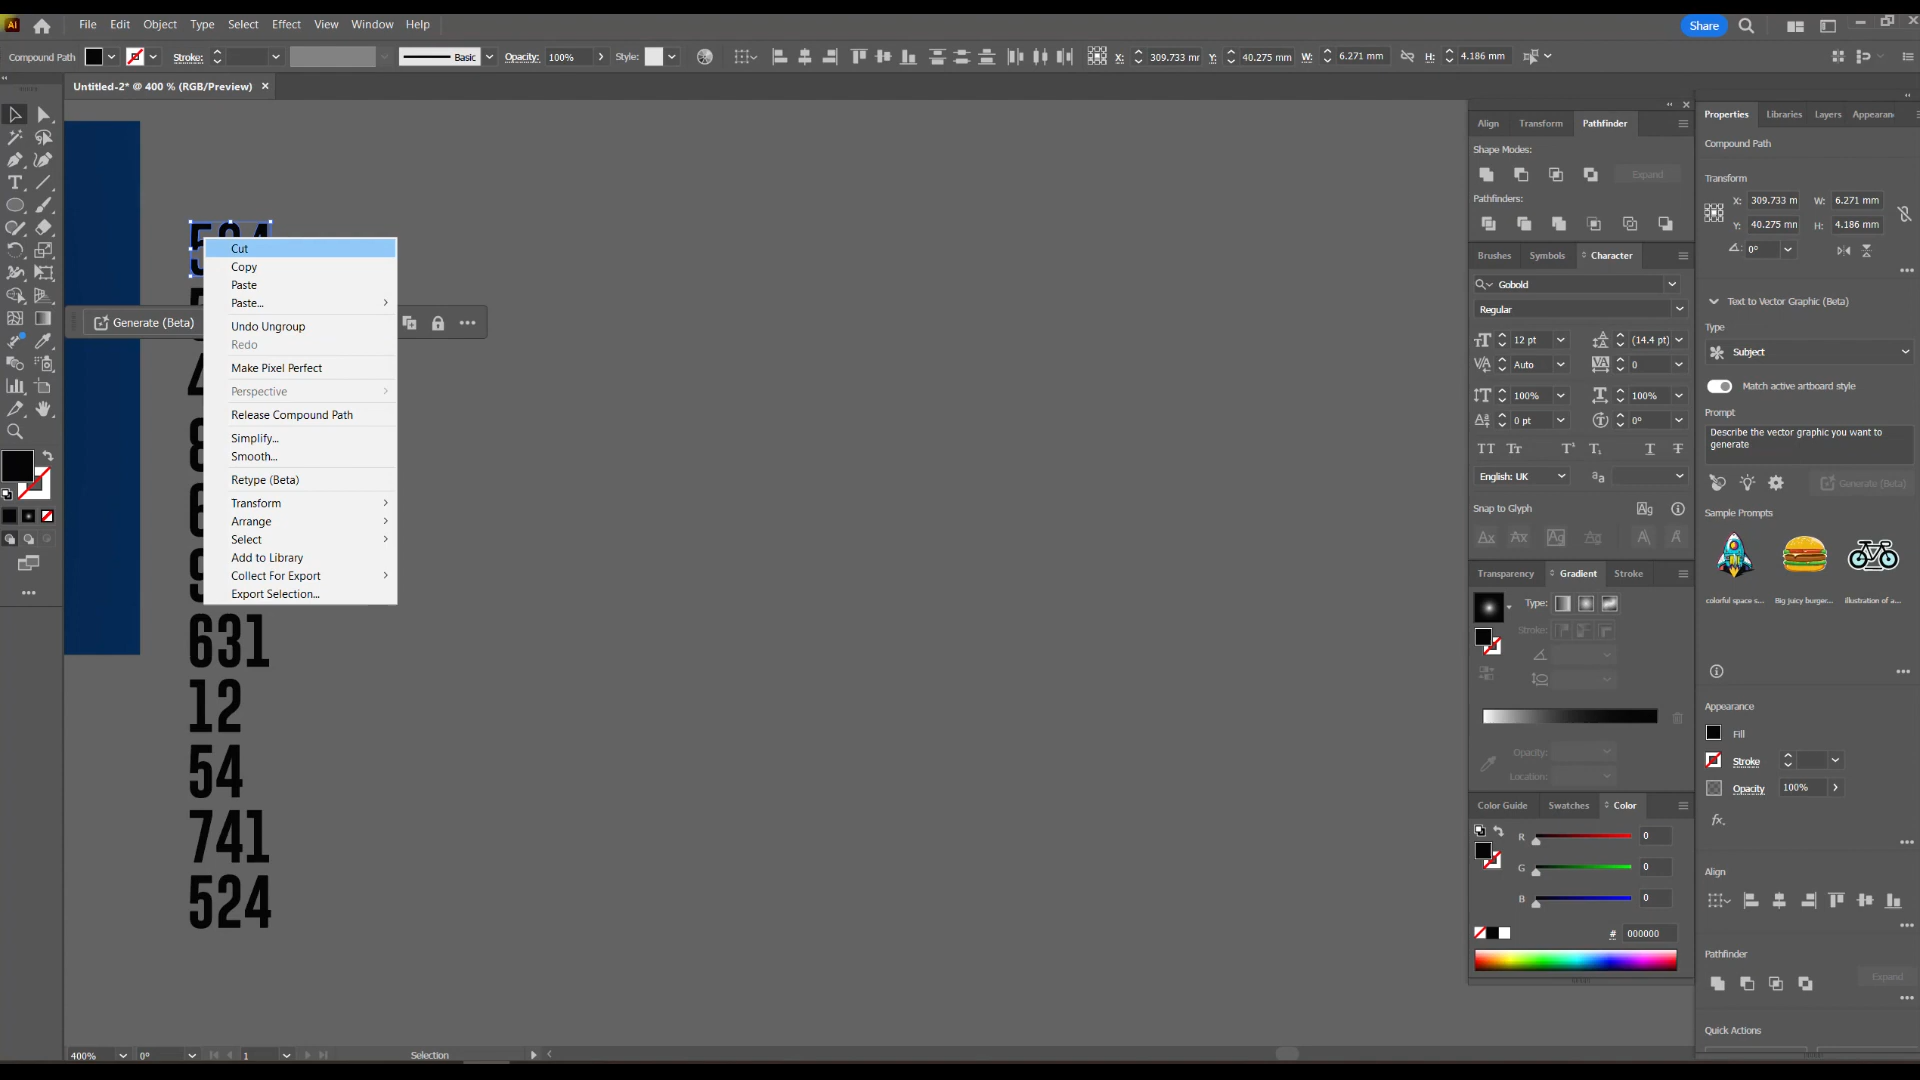 Ai File Edit Object Type Select Effect View Window Help Share
Compound Path Stroke: Basic Opacity: 100% Style: X: 309.733 mr Y: 40.275 mm W: 6.271 mm H: 4.186 mm
Untitled-2* @ 400 % (RGB/Preview)
Cut
Copy
Paste
Paste...
Generate (Beta)
Undo Ungroup
Redo
Make Pixel Perfect
Perspective
Release Compound Path
Simplify...
Smooth...
Retype (Beta)
Transform
Arrange
Select
Add to Library
Collect For Export
Export Selection...
631
12
54
741
524
Align Transform Pathfinder
Shape Modes:
Expand
Pathfinders:
Brushes Symbols Character
Gobold
Regular
12 pt (14.4 pt)
Auto 0
100% 100%
0 pt 0°
English: UK
Snap to Glyph
Transparency Gradient Stroke
Type:
Stroke:
Opacity:
Location:
Color Guide Swatches Color
R 0
G 0
B 0
# 000000
Properties Libraries Layers Appearan
Compound Path
Transform
X: 309.733 m W: 6.271 mm
Y: 40.275 mm H: 4.186 mm
0°
Text to Vector Graphic (Beta)
Type
Subject
Match active artboard style
Prompt
Describe the vector graphic you want to
generate
Generate (Beta)
Sample Prompts
colorful space s... Big juicy burger... illustration of a...
Appearance
Fill
Stroke
Opacity 100%
fx.
Align
Pathfinder
Expand
Quick Actions
400% 0° 1 Selection